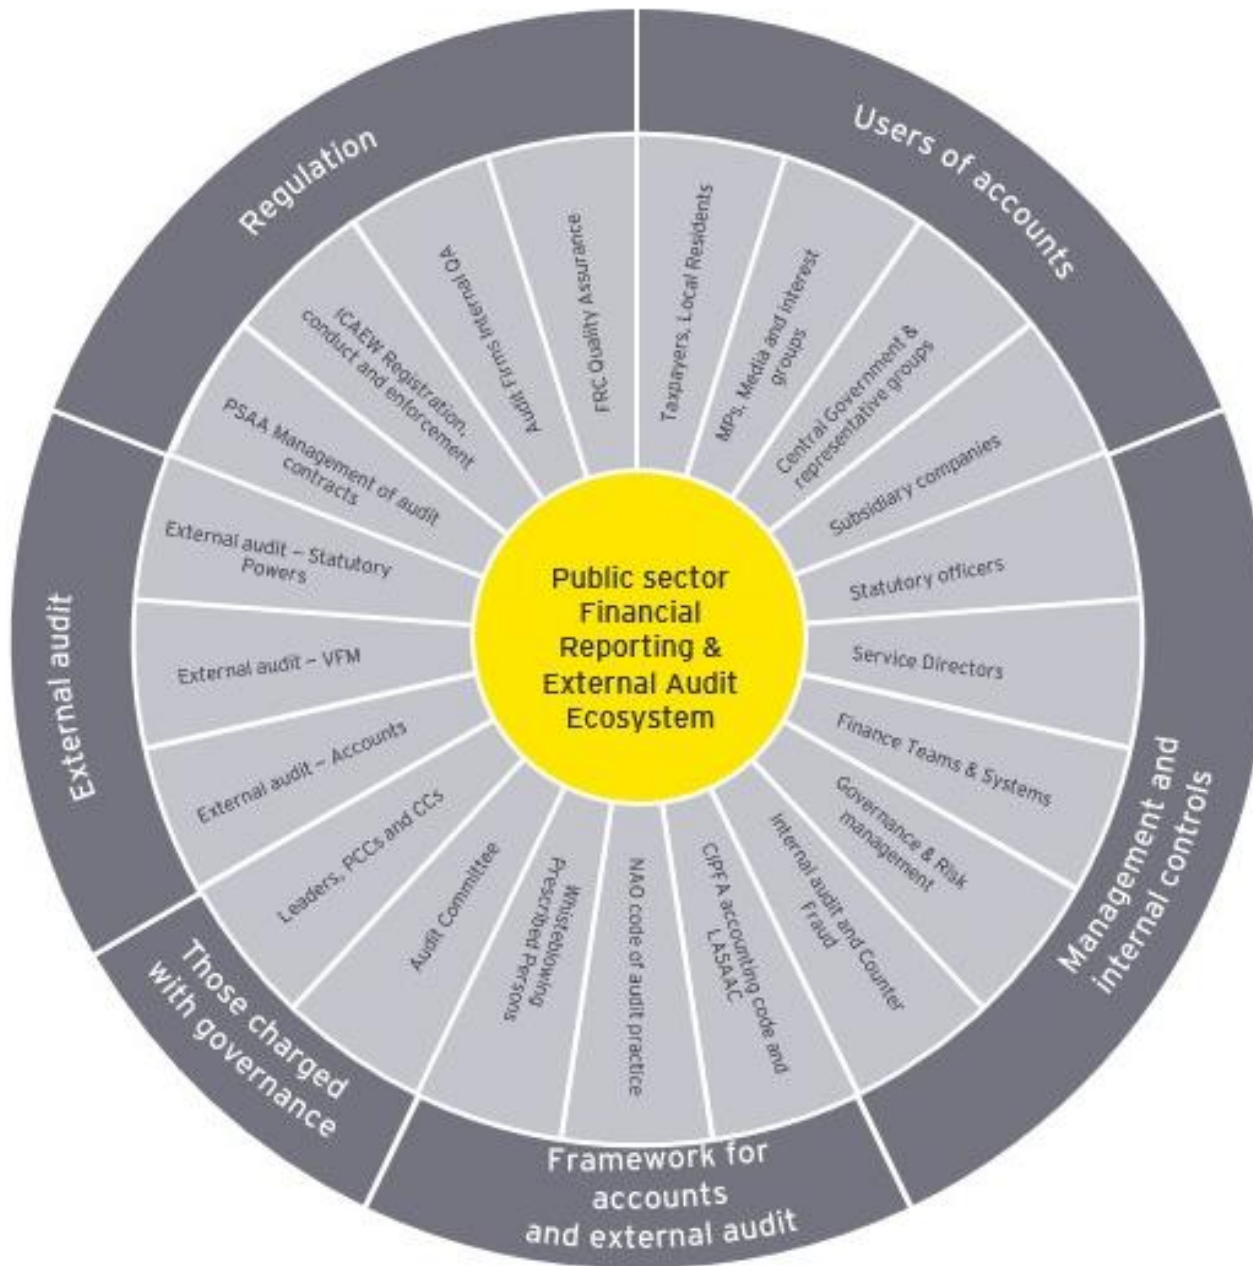 Public sector
Financial
Reporting &
External Audit
Ecosystem
Users of accounts
Taxpayers, Local Residents
MPs, Media and interest
groups
Central Government &
representative groups
Subsidiary companies
Management and
internal controls
Statutory officers
Service Directors
Finance Teams & Systems
Governance & Risk
management
Internal audit and Counter
Fraud
Framework for
accounts
and external audit
CIPFA accounting code and
LASAAC
NAO code of audit practice
Whisteblowing
Prescribed Persons
Those charged
with governance
Audit Committee
Leaders, PCCs and CCs
External audit
External audit – Accounts
External audit – VFM
External audit – Statutory
Powers
Regulation
PSAA Management of audit
contracts
ICAEW Registration,
conduct and enforcement
Audit Firms Internal QA
FRC Quality Assurance